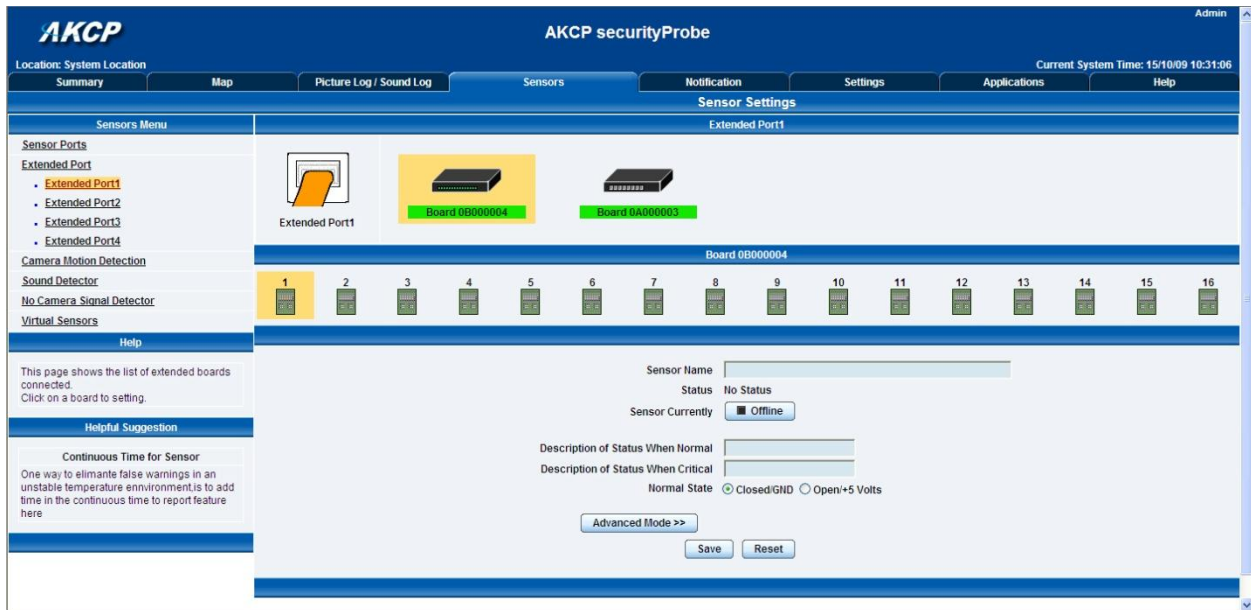 Admin
AKCP
AKCP securityProbe
Location: System Location
Current System Time: 15/10/09 10:31:06
Summary Map Picture Log / Sound Log Sensors Notification Settings Applications Help
Sensor Settings
Sensors Menu
Sensor Ports
Extended Port
Extended Port1
Extended Port2
Extended Port3
Extended Port4
Camera Motion Detection
Sound Detector
No Camera Signal Detector
Virtual Sensors
Help
This page shows the list of extended boards
connected.
Click on a board to setting.
Helpful Suggestion
Continuous Time for Sensor
One way to elimante false warnings in an
unstable temperature ennvironment,is to add
time in the continuous time to report feature
here
Extended Port1
Extended Port1
Board 0B000004
Board 0A000003
Board 0B000004
1 2 3 4 5 6 7 8 9 10 11 12 13 14 15 16
Sensor Name
Status No Status
Sensor Currently Offline
Description of Status When Normal
Description of Status When Critical
Normal State Closed/GND Open/+5 Volts
Advanced Mode >>
Save Reset